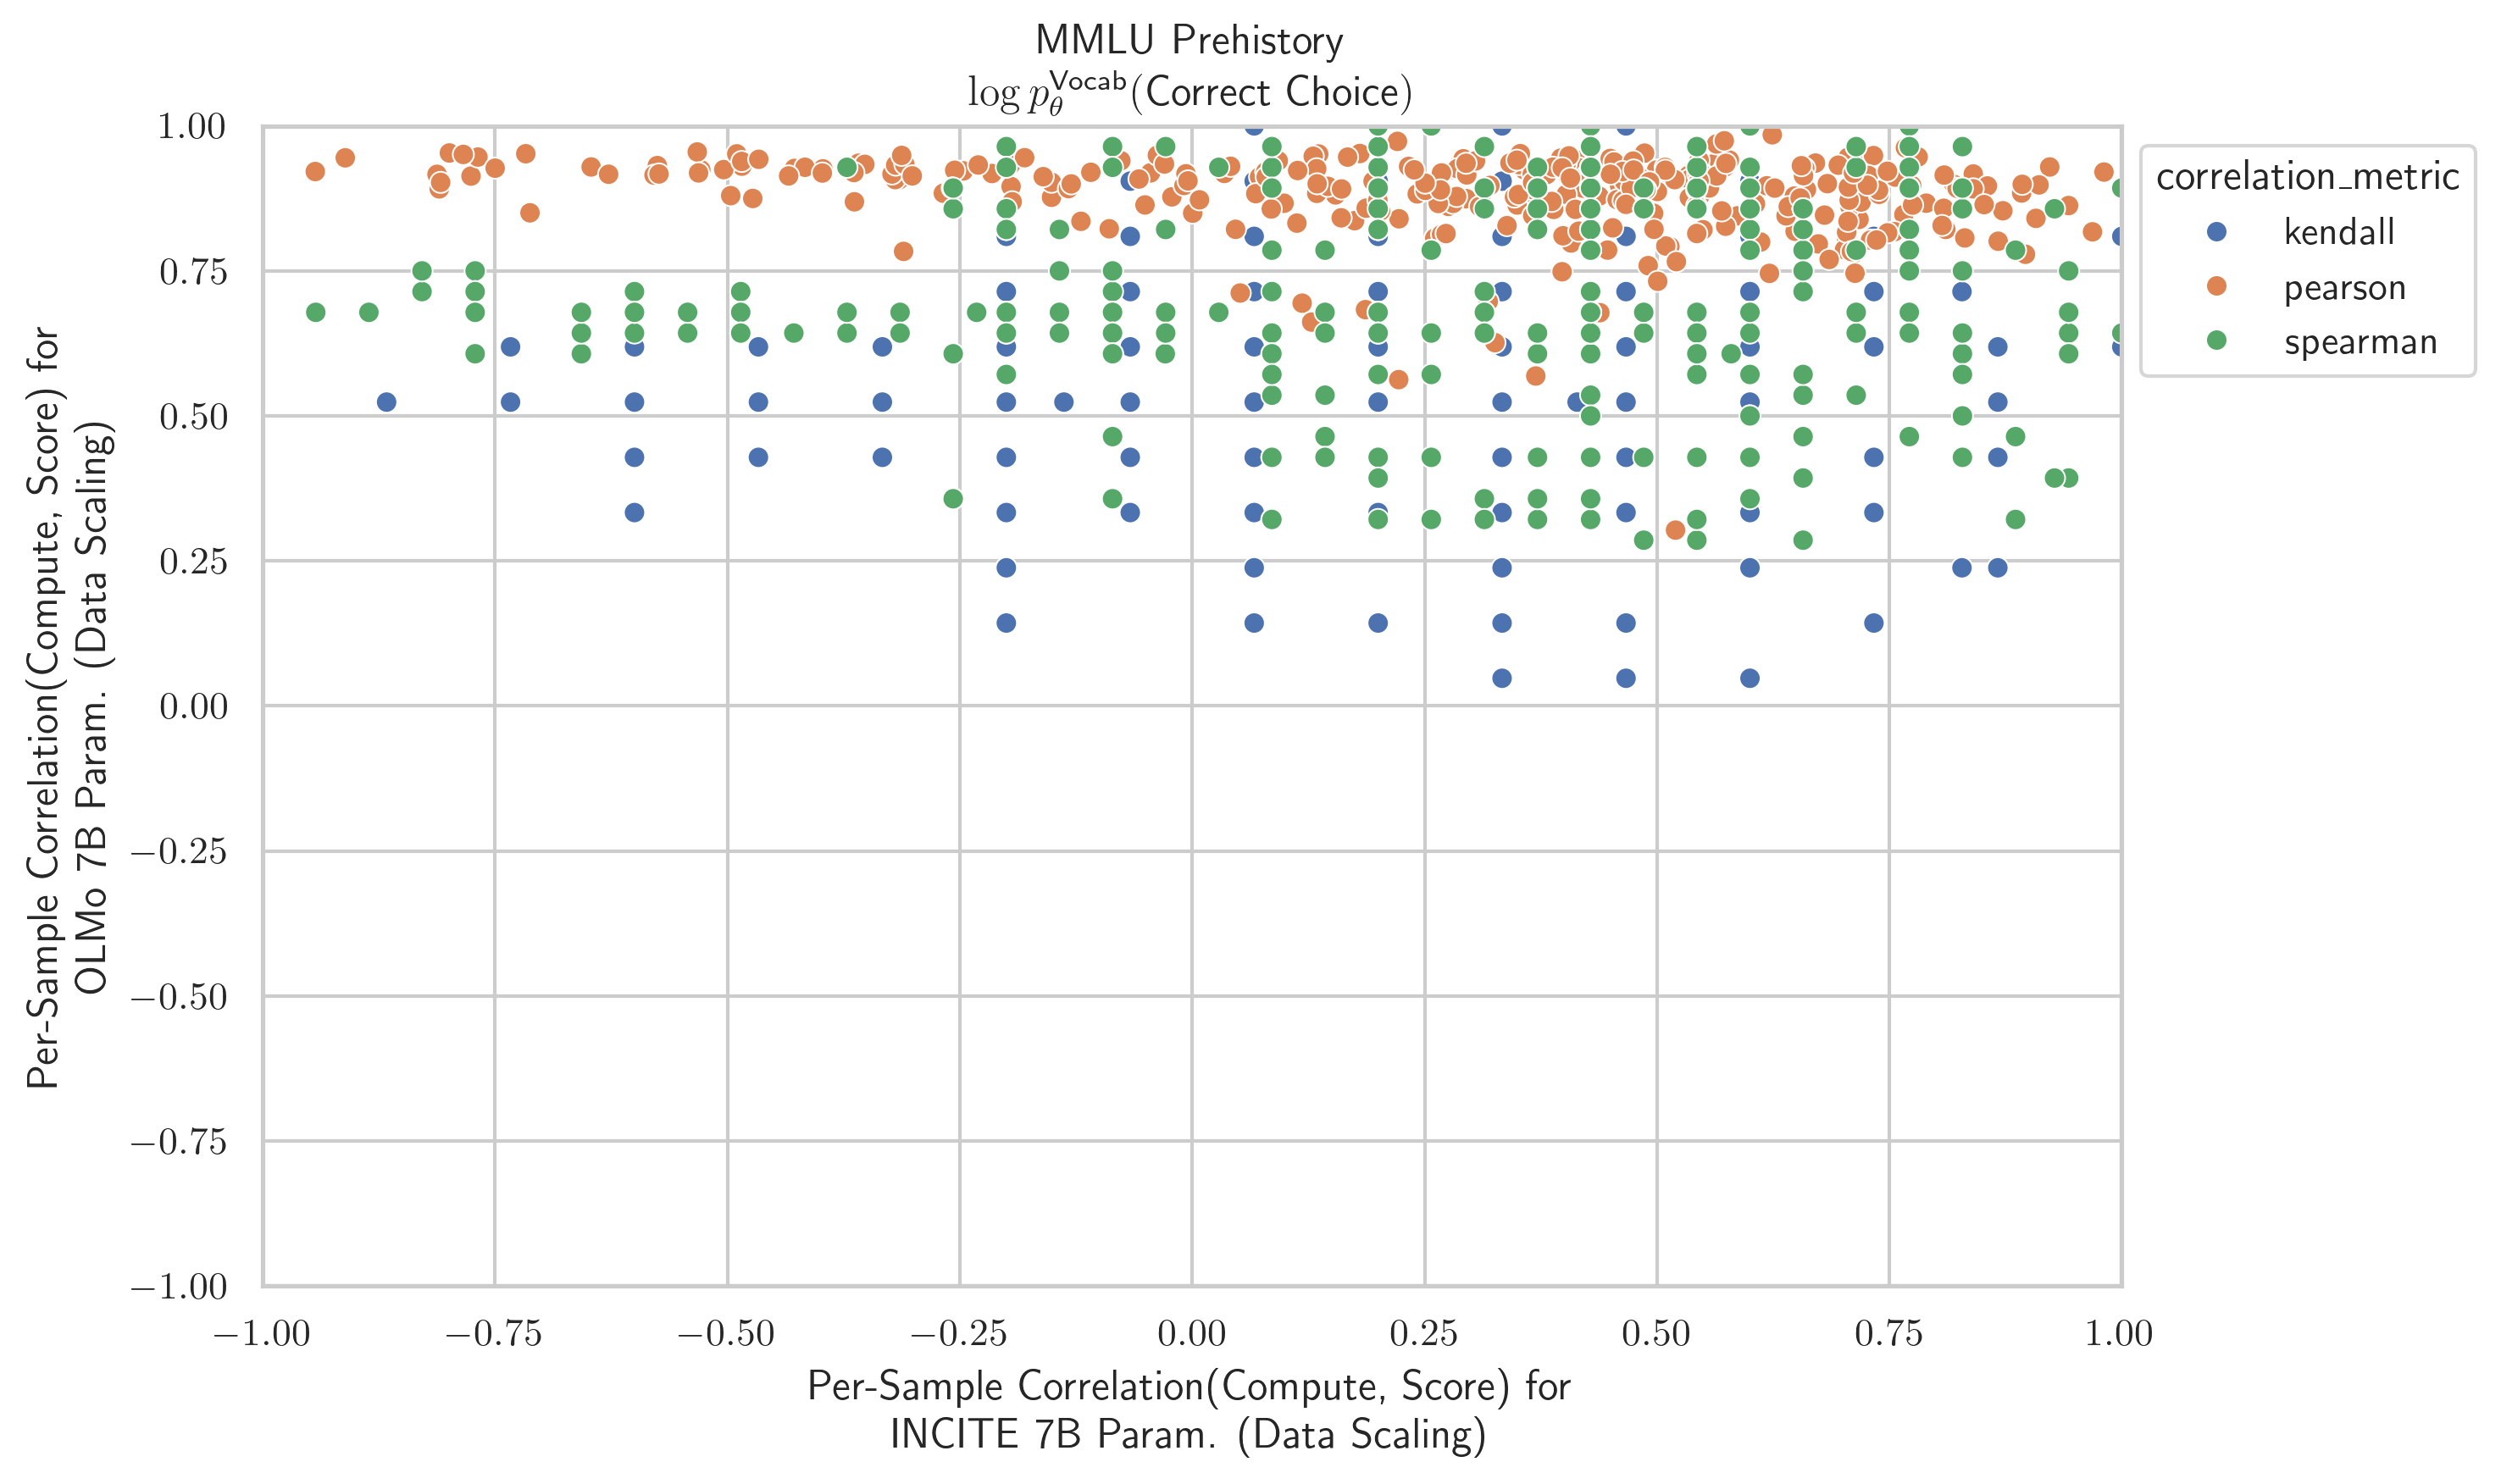 MMLU Prehistory
log p_θ^Vocab(Correct Choice)
Per-Sample Correlation(Compute, Score) for
OLMo 7B Param. (Data Scaling)
1.00
0.75
0.50
0.25
0.00
−0.25
−0.50
−0.75
−1.00
−1.00 −0.75 −0.50 −0.25 0.00 0.25 0.50 0.75 1.00
Per-Sample Correlation(Compute, Score) for
INCITE 7B Param. (Data Scaling)
correlation_metric
kendall
pearson
spearman